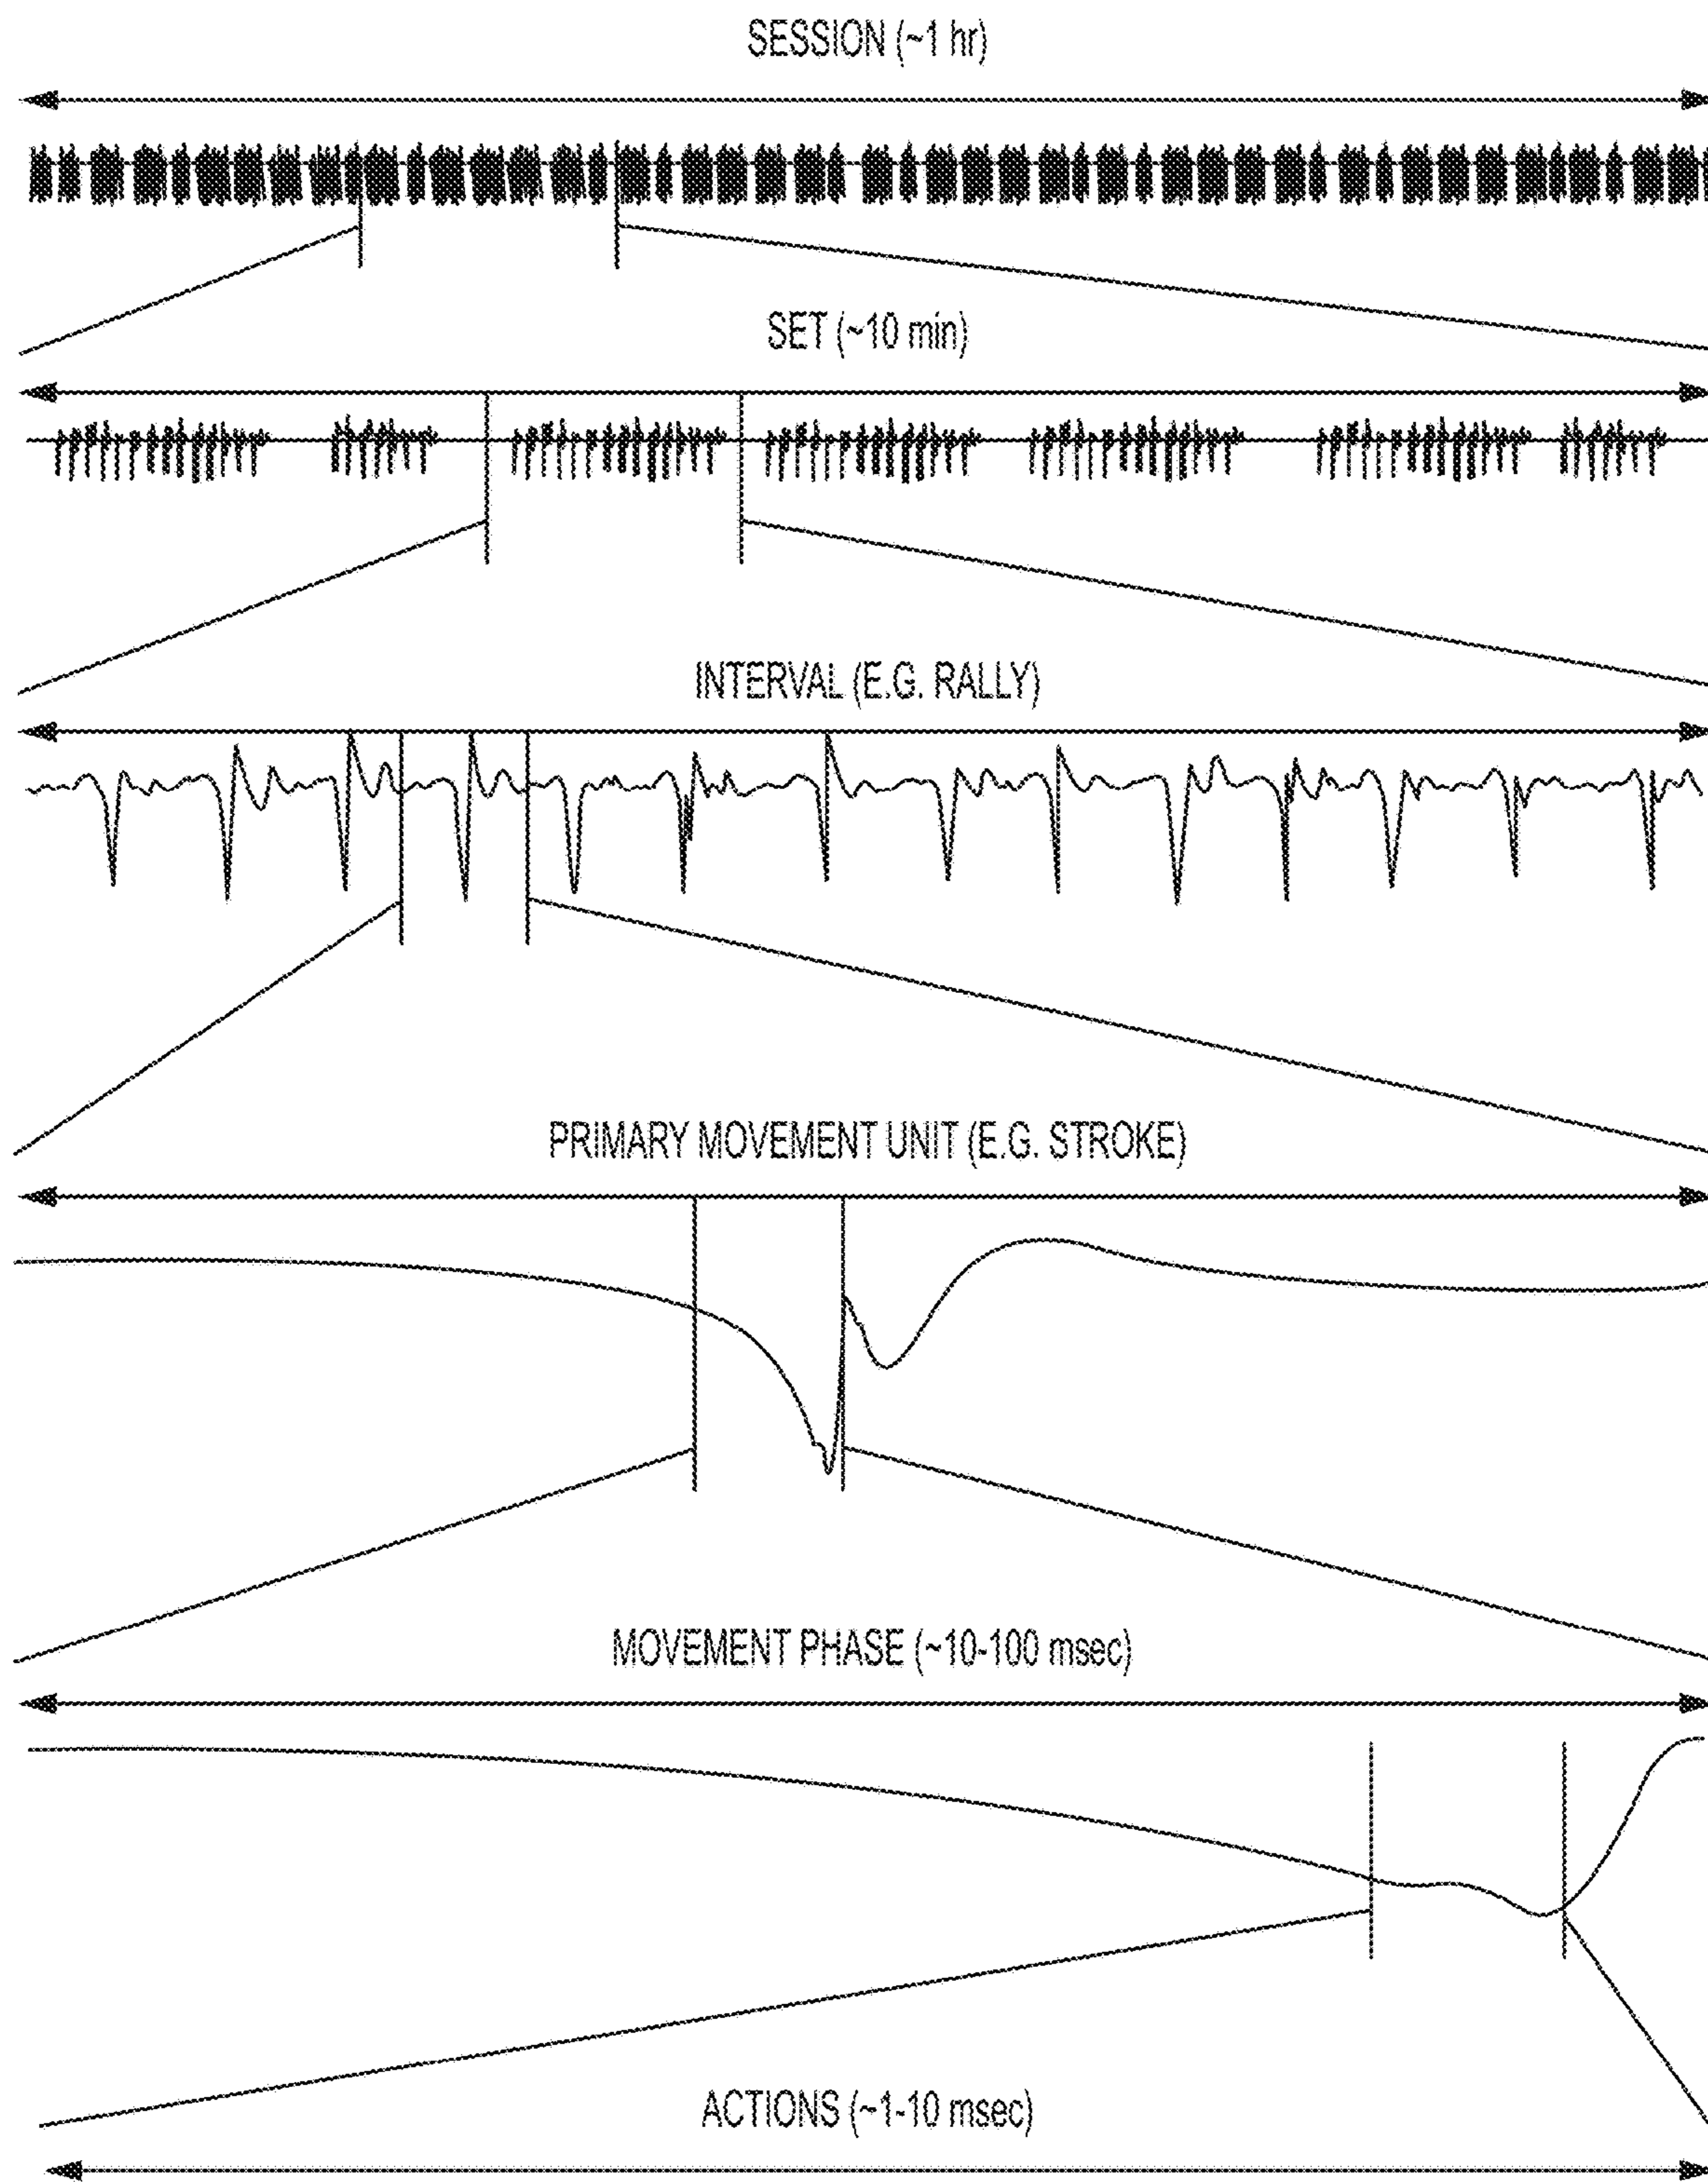 SESSION (~1 hr)
SET (~10 min)
INTERVAL (E.G. RALLY)
PRIMARY MOVEMENT UNIT (E.G. STROKE)
MOVEMENT PHASE (~10-100 msec)
ACTIONS (~1-10 msec)